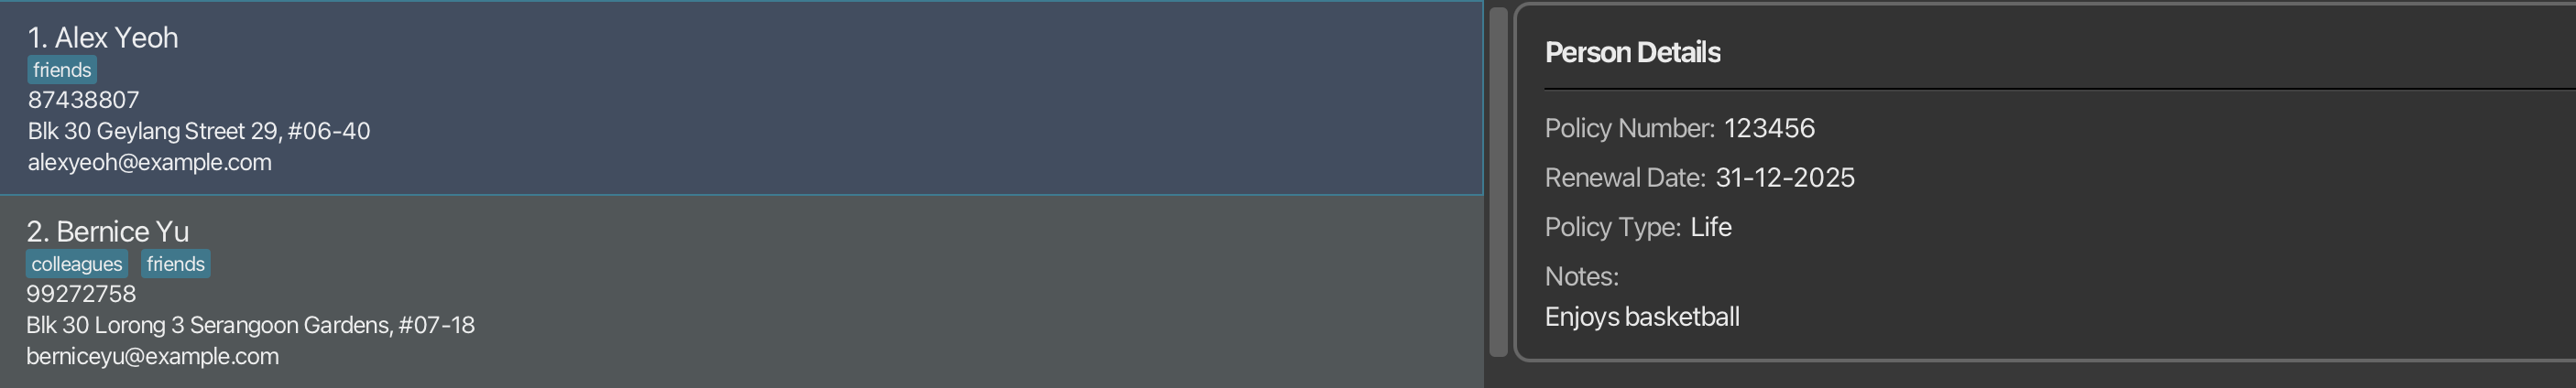 1. Alex Yeoh
friends
87438807
Blk 30 Geylang Street 29, #06-40
alexyeoh@example.com
2. Bernice Yu
colleagues friends
99272758
Blk 30 Lorong 3 Serangoon Gardens, #07-18
berniceyu@example.com
Person Details
Policy Number: 123456
Renewal Date: 31-12-2025
Policy Type: Life
Notes:
Enjoys basketball